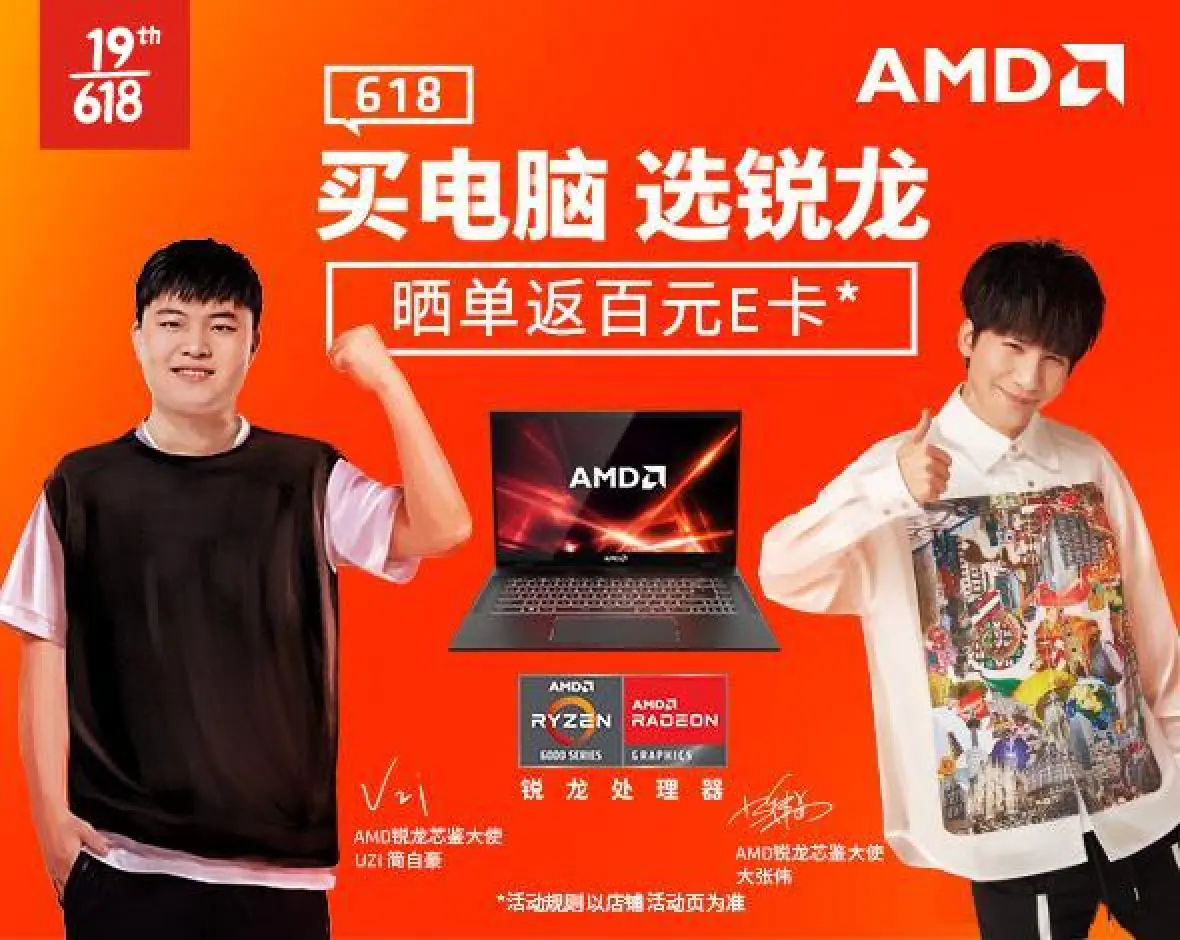 19th
618
AMD
618
买电脑 选锐龙
晒单返百元E卡*
AMD
AMD
AMD
RYZEN
6000 SERIES
AMD
RADEON
GRAPHICS
锐龙处理器
Uzi
AMD锐龙芯鉴大使
UZI 简自豪
AMD锐龙芯鉴大使
大张伟
*活动规则以店铺活动页为准